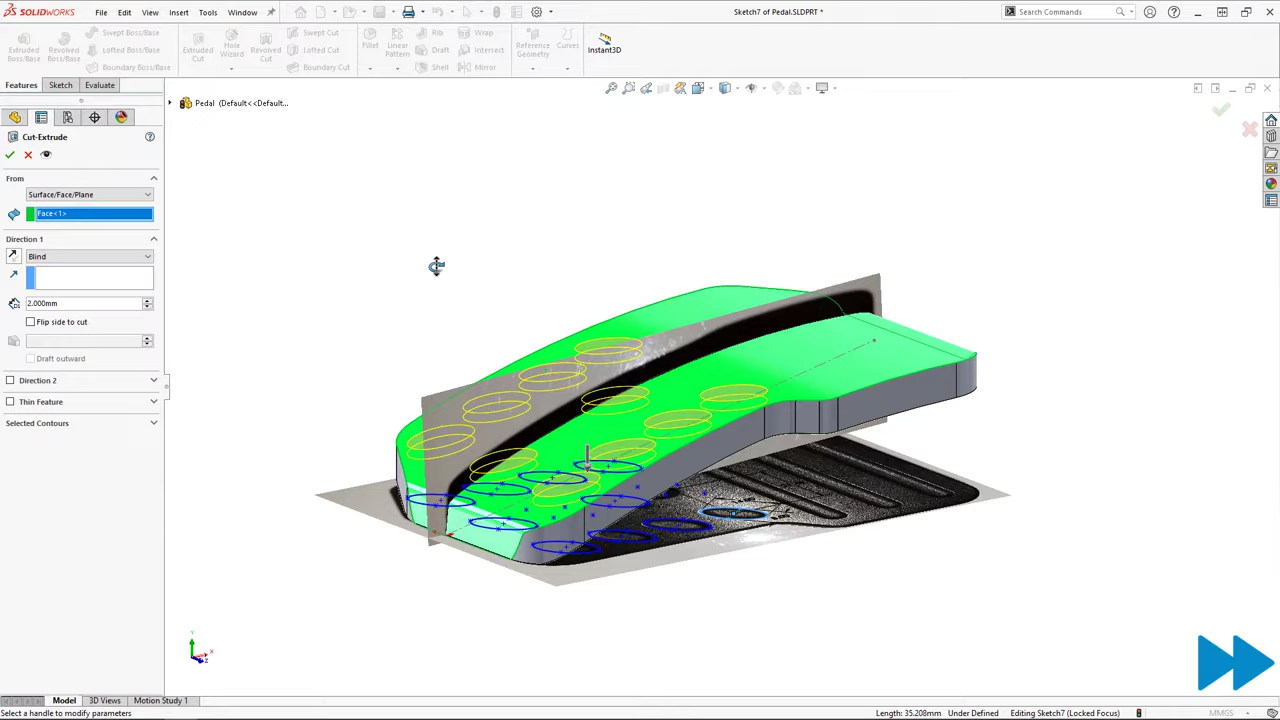 SOLIDWORKS File Edit View Insert Tools Window Sketch7 of Pedal.SLDPRT * Search Commands
Extruded Boss/Base Revolved Boss/Base Swept Boss/Base Lofted Boss/Base Boundary Boss/Base Extruded Cut Hole Wizard Revolved Cut Swept Cut Lofted Cut Boundary Cut Fillet Linear Pattern Rib Draft Shell Wrap Intersect Mirror Reference Geometry Curves Instant3D
Features Sketch Evaluate
Pedal (Default<<Default...
Cut-Extrude
From
Surface/Face/Plane
Face<1>
Direction 1
Blind
2.000mm
Flip side to cut
Draft outward
Direction 2
Thin Feature
Selected Contours
Y
X
Z
Model 3D Views Motion Study 1
Select a handle to modify parameters Length: 35.208mm Under Defined Editing Sketch7 (Locked Focus) MMGS